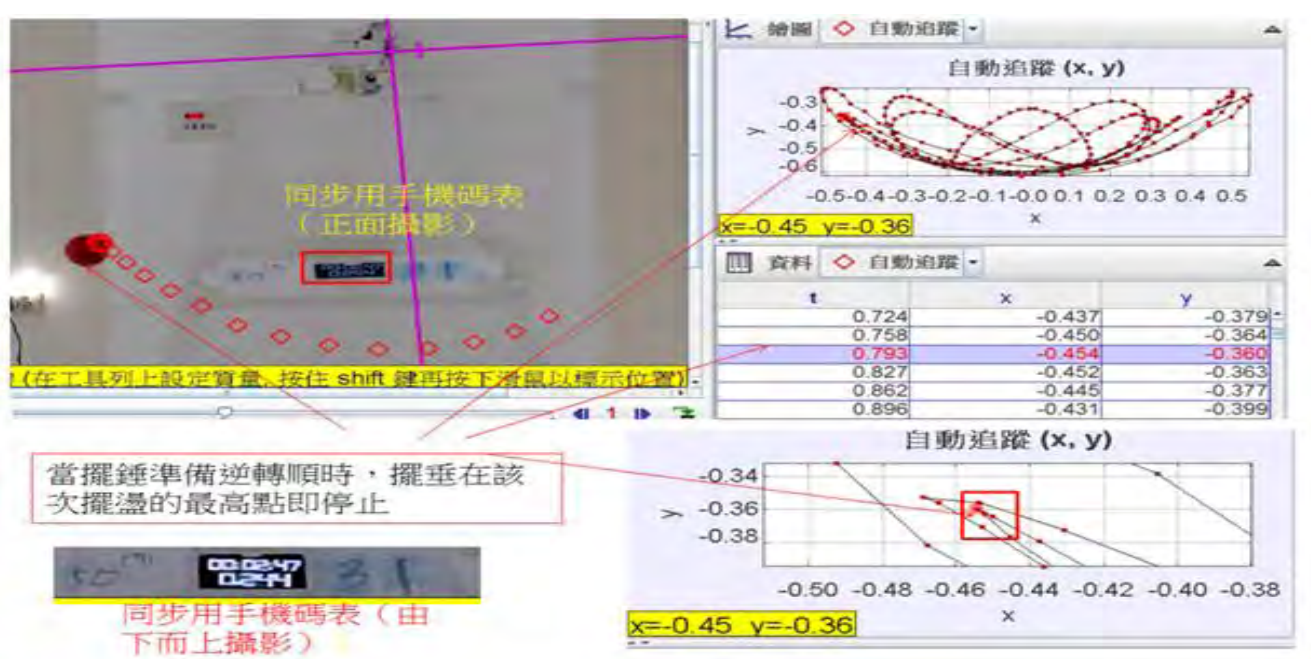 繪圖 自動追蹤
自動追蹤 (x, y)
-0.3
-0.4
-0.5
-0.6
y
-0.5-0.4-0.3-0.2-0.1-0.0 0.1 0.2 0.3 0.4 0.5
x
x=-0.45 y=-0.36
同步用手機碼表
（正面攝影）
資料 自動追蹤
t x y
0.724 -0.437 -0.379
0.758 -0.450 -0.364
0.793 -0.454 -0.360
0.827 -0.452 -0.363
0.862 -0.445 -0.377
0.896 -0.431 -0.399
(在工具列上設定質量, 按住 shift 鍵再按下滑鼠以標示位置)
1
當擺錘準備逆轉順時，擺垂在該
次擺盪的最高點即停止
自動追蹤 (x, y)
-0.34
-0.36
-0.38
y
-0.50 -0.48 -0.46 -0.44 -0.42 -0.40 -0.38
x
x=-0.45 y=-0.36
00:02:47
31
同步用手機碼表（由
下而上攝影）